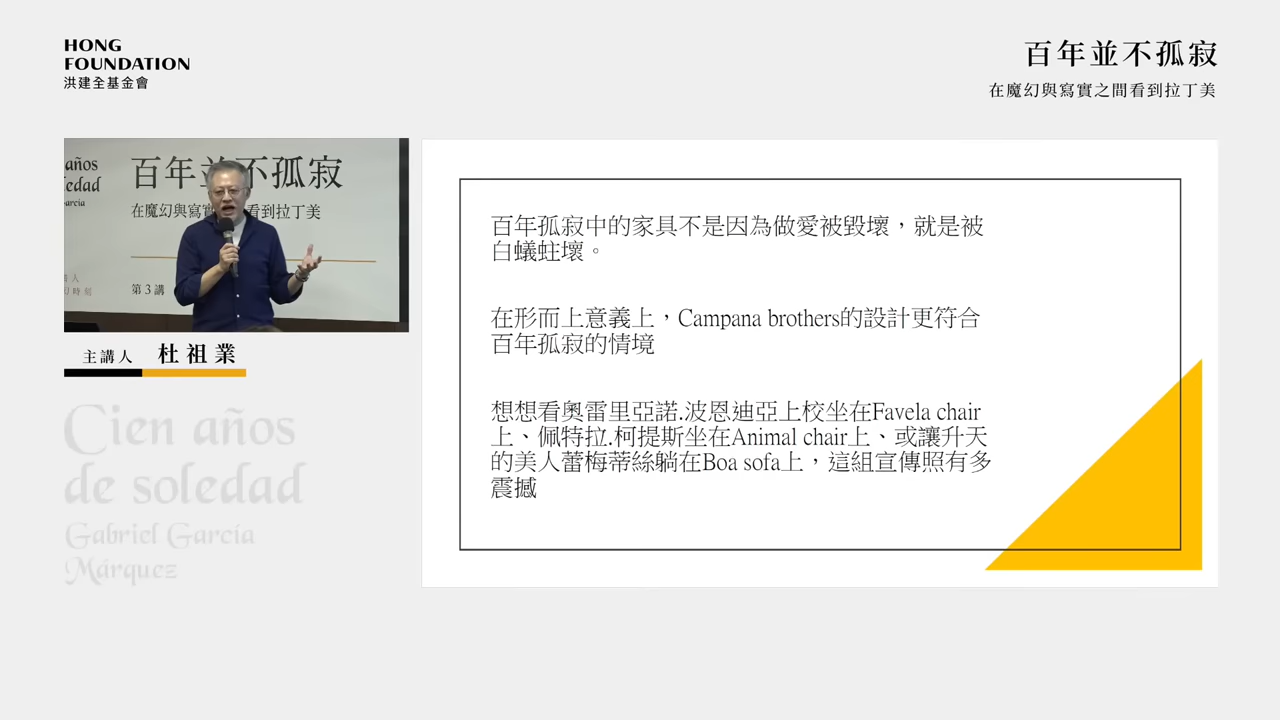 HONG
FOUNDATION
洪建全基金會
百年並不孤寂
在魔幻與寫實之間看到拉丁美
años
edad
García
百年並不孤寂
在魔幻與寫實 看到拉丁美
第3講
主講人 杜祖業
Cien años
de soledad
Gabriel García
Márquez
百年孤寂中的家具不是因為做愛被毀壞，就是被
白蟻蛀壞。
在形而上意義上，Campana brothers的設計更符合
百年孤寂的情境
想想看奧雷里亞諾.波恩迪亞上校坐在Favela chair
上、佩特拉.柯提斯坐在Animal chair上、或讓升天
的美人蕾梅蒂絲躺在Boa sofa上，這組宣傳照有多
震撼